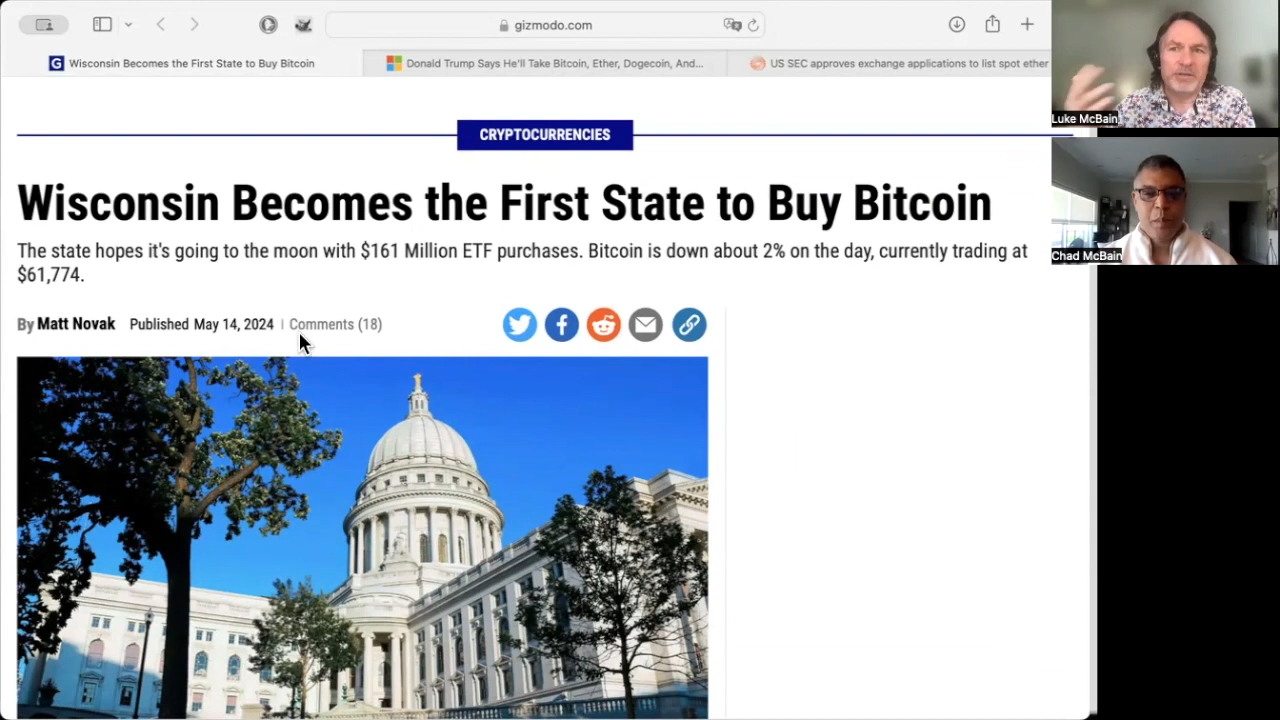 gizmodo.com
G Wisconsin Becomes the First State to Buy Bitcoin
Donald Trump Says He'll Take Bitcoin, Ether, Dogecoin, And...
US SEC approves exchange applications to list spot ether
CRYPTOCURRENCIES
Wisconsin Becomes the First State to Buy Bitcoin
The state hopes it's going to the moon with $161 Million ETF purchases. Bitcoin is down about 2% on the day, currently trading at
$61,774.
By Matt Novak Published May 14, 2024 | Comments (18)
Luke McBain
Chad McBain